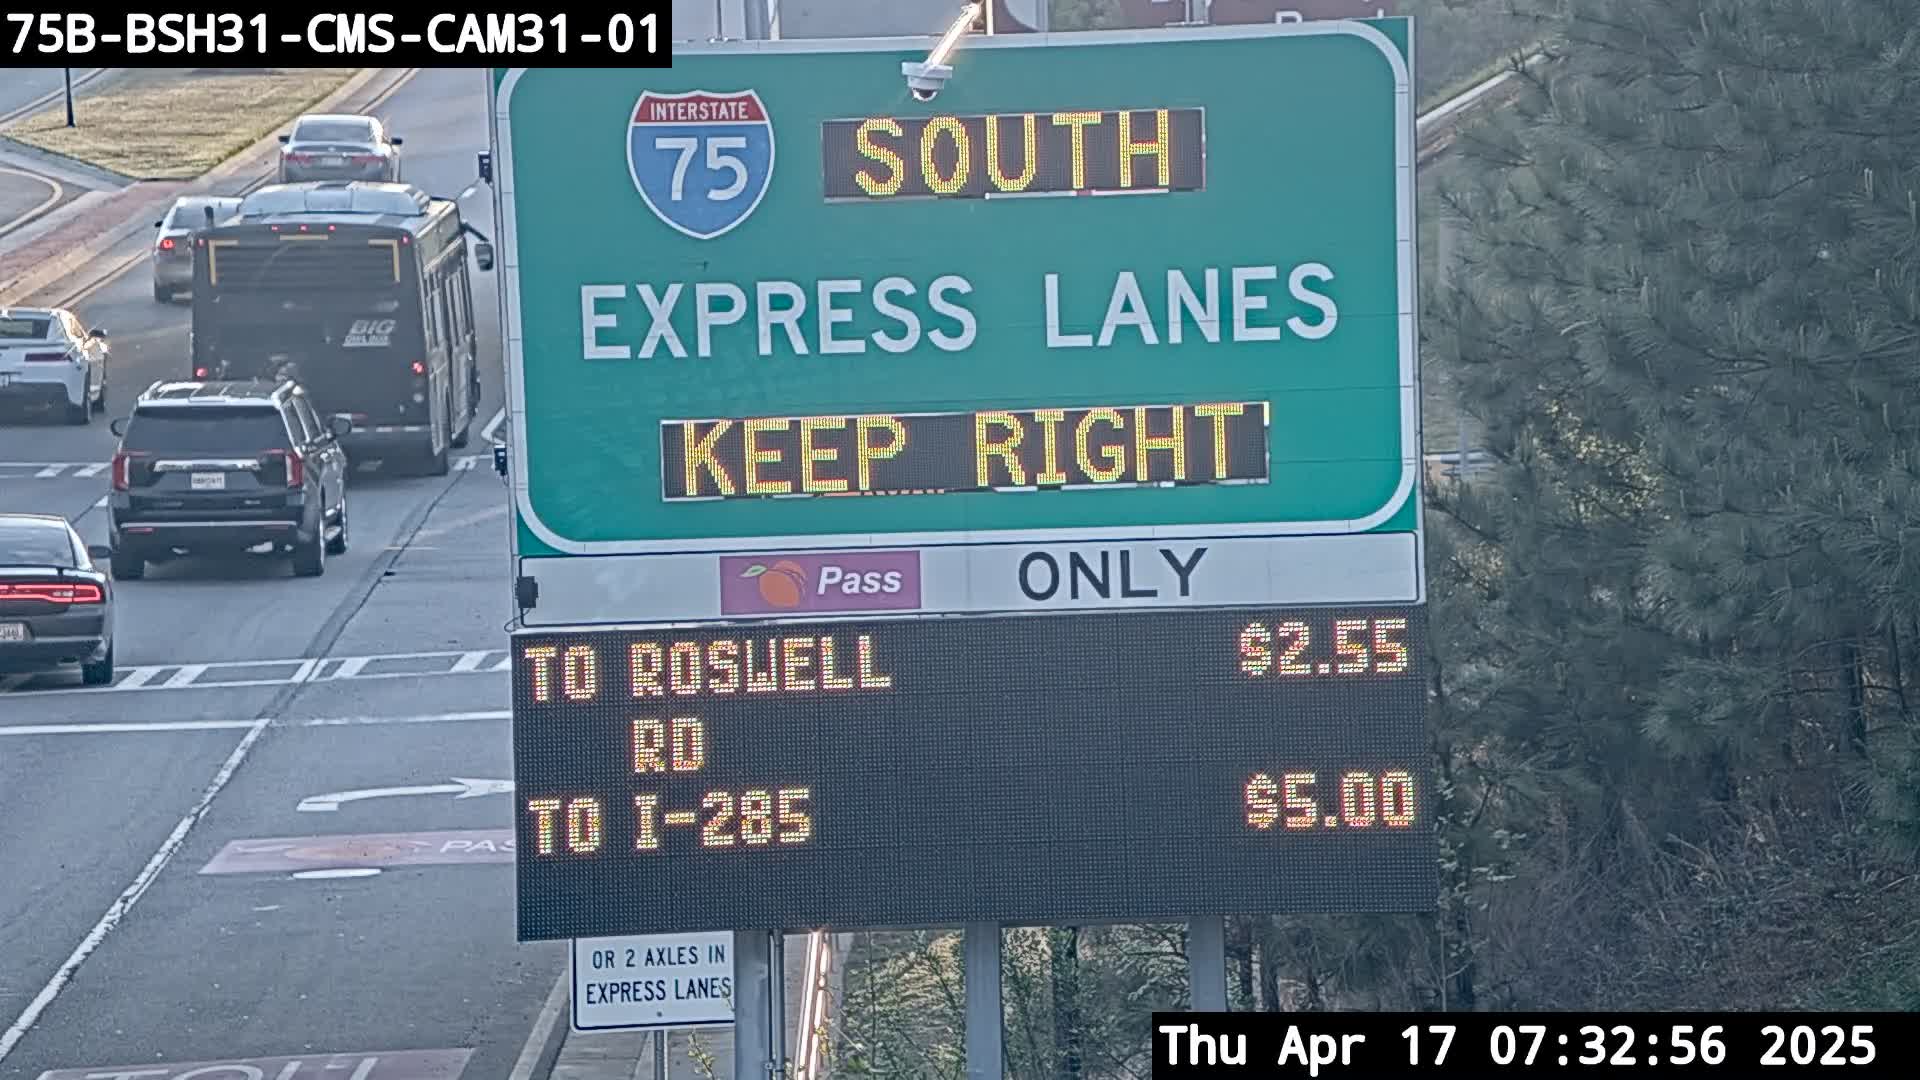 75B-BSH31-CMS-CAM31-01
INTERSTATE
75
SOUTH
EXPRESS LANES
KEEP RIGHT
Pass ONLY
TO ROSWELL $2.55
RD
TO I-285 $5.00
OR 2 AXLES IN
EXPRESS LANES
BIG
Thu Apr 17 07:32:56 2025